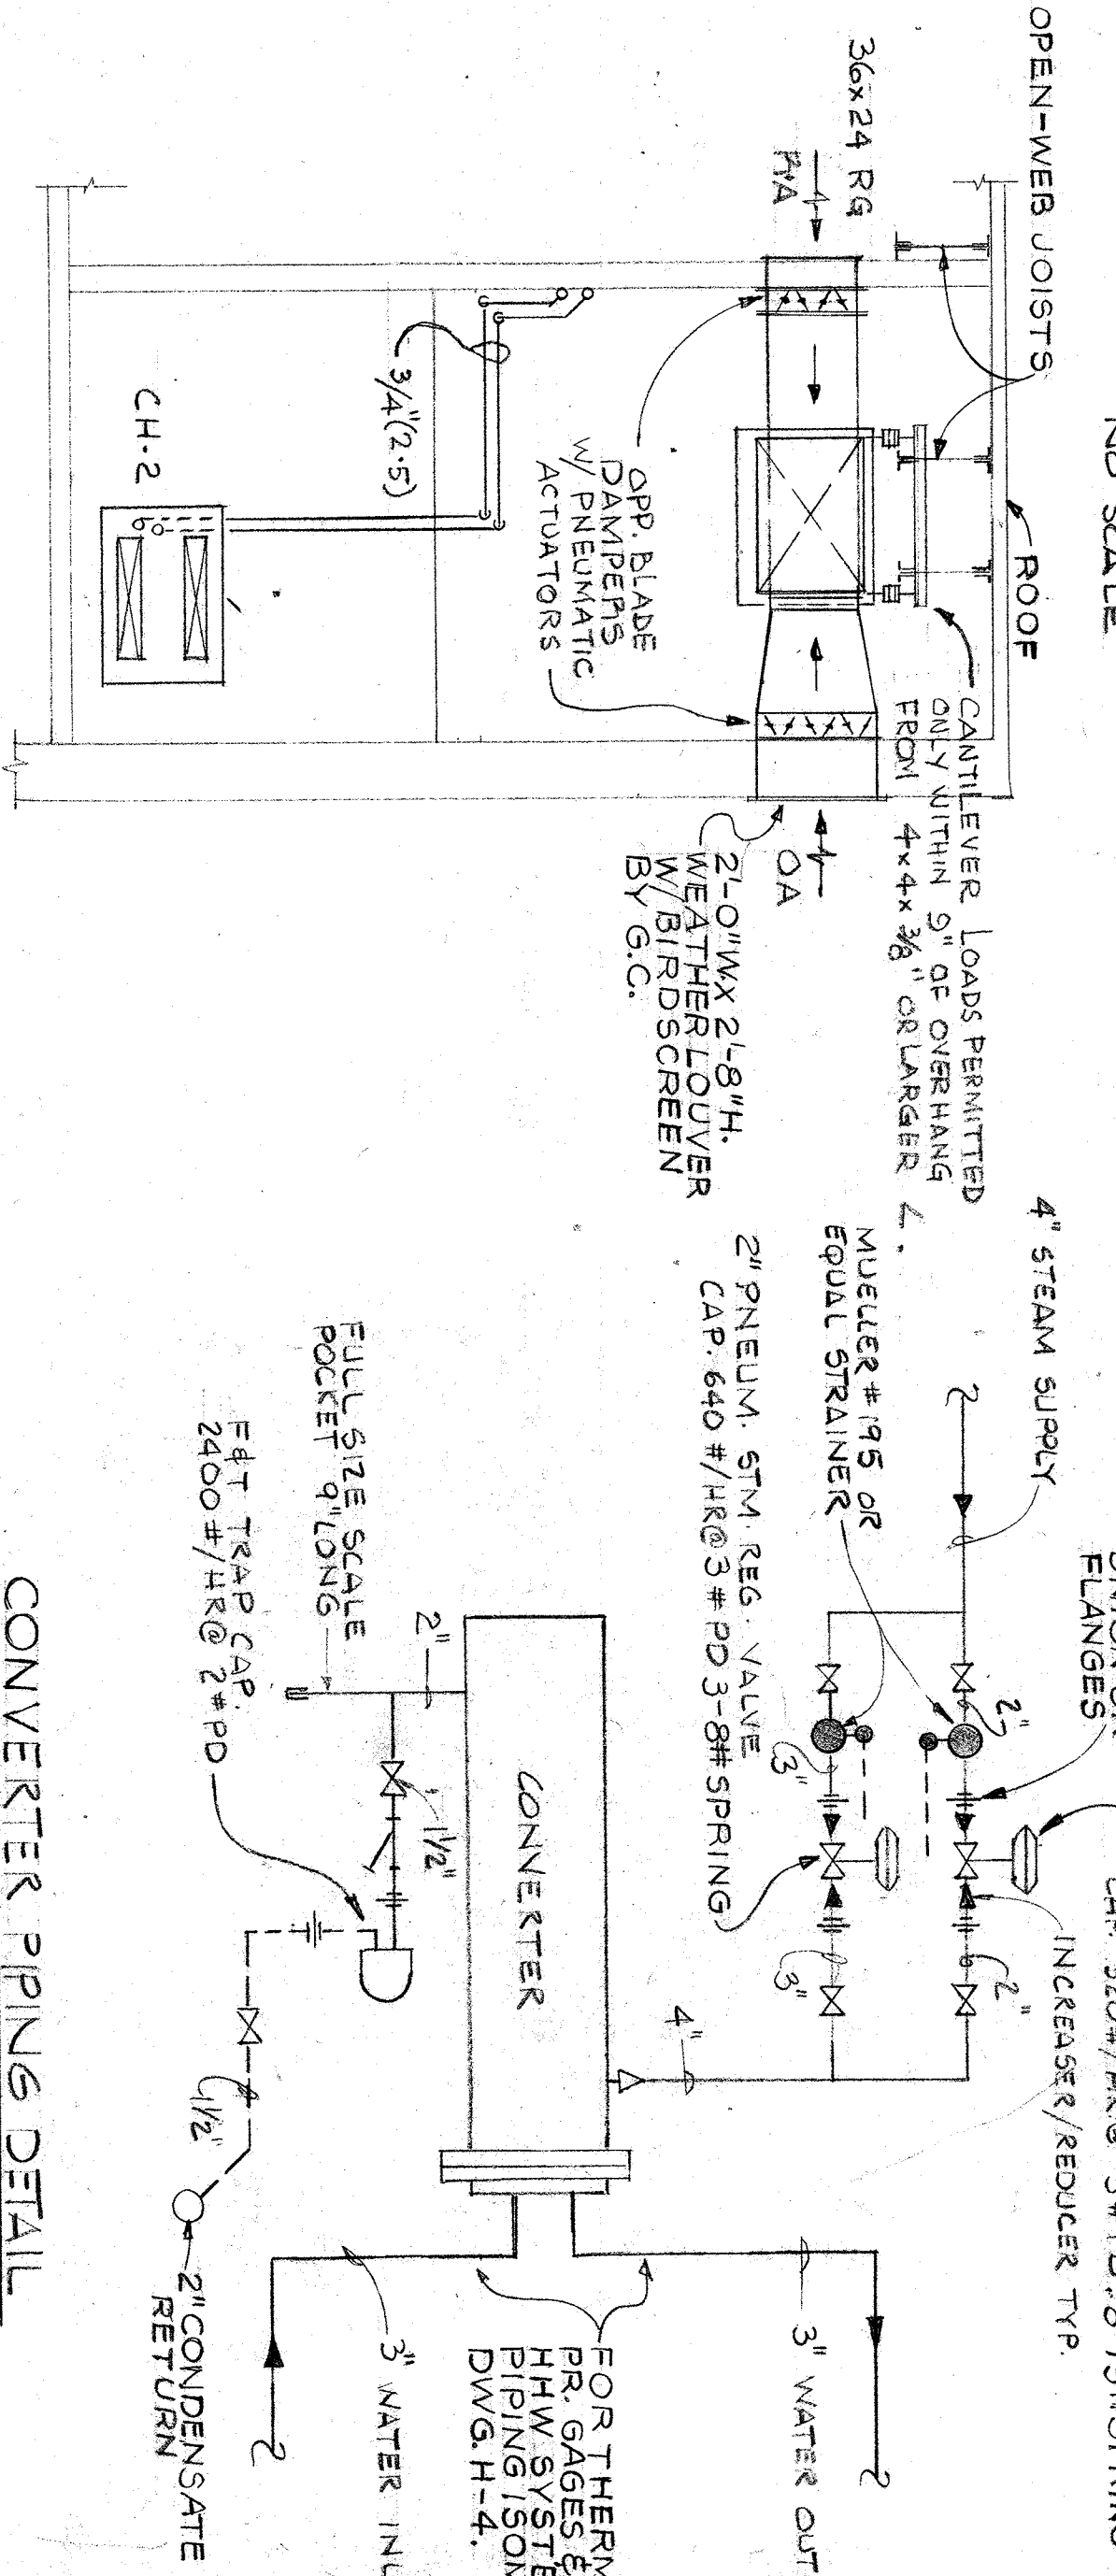 NO SCALE
OPEN-WEB JOISTS
ROOF
36x24 RG
RA
CANTILEVER LOADS PERMITTED
ONLY WITHIN 9" OF OVERHANG
FROM 4x4x3/8" OR LARGER ∠.
OA
2'-0"W.x 2'-8"H.
WEATHER LOUVER
W/ BIRDSCREEN
BY G.C.
OPP. BLADE
DAMPERS
W/ PNEUMATIC
ACTUATORS
3/4"(2.5)
CH-2
FLANGES
INCREASER/REDUCER TYP.
4" STEAM SUPPLY
2"
2"
MUELLER #195 OR
EQUAL STRAINER
3"
3"
2" PNEUM. STM. REG. VALVE
CAP. 640 #/HR@3# PD 3-8# SPRING
4"
3" WATER OUT
CONVERTER
FULL SIZE SCALE
POCKET 9" LONG
2"
1 1/2"
F&T TRAP CAP.
2400 #/HR@ 2# PD
FOR THERM
PR. GAGES &
HHW SYSTE
PIPING ISOM
DWG. H-4.
3" WATER INL
1 1/2"
2" CONDENSATE
RETURN
CONVERTER PIPING DETAIL